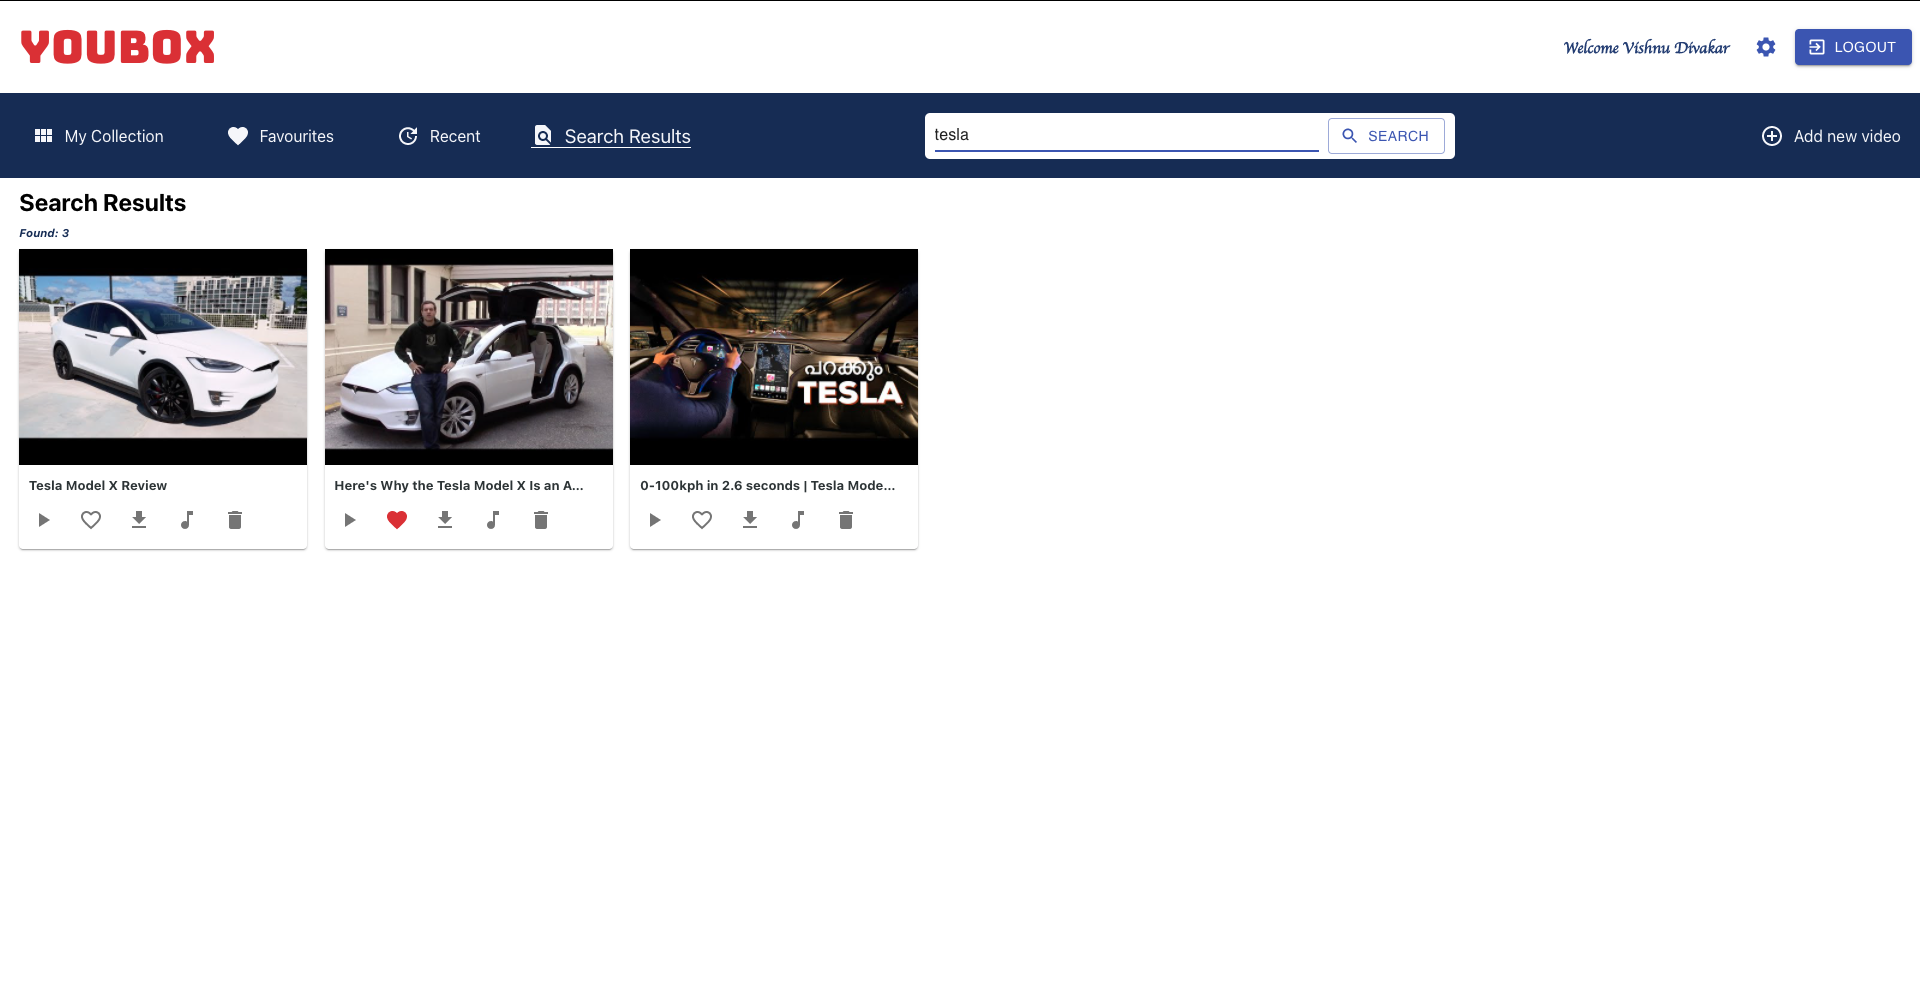 YOUBOX
Welcome Vishnu Divakar
LOGOUT
My Collection
Favourites
Recent
Search Results
tesla
SEARCH
Add new video
Search Results
Found: 3
പറക്കും
TESLA
Tesla Model X Review
Here's Why the Tesla Model X Is an A...
0-100kph in 2.6 seconds | Tesla Mode...